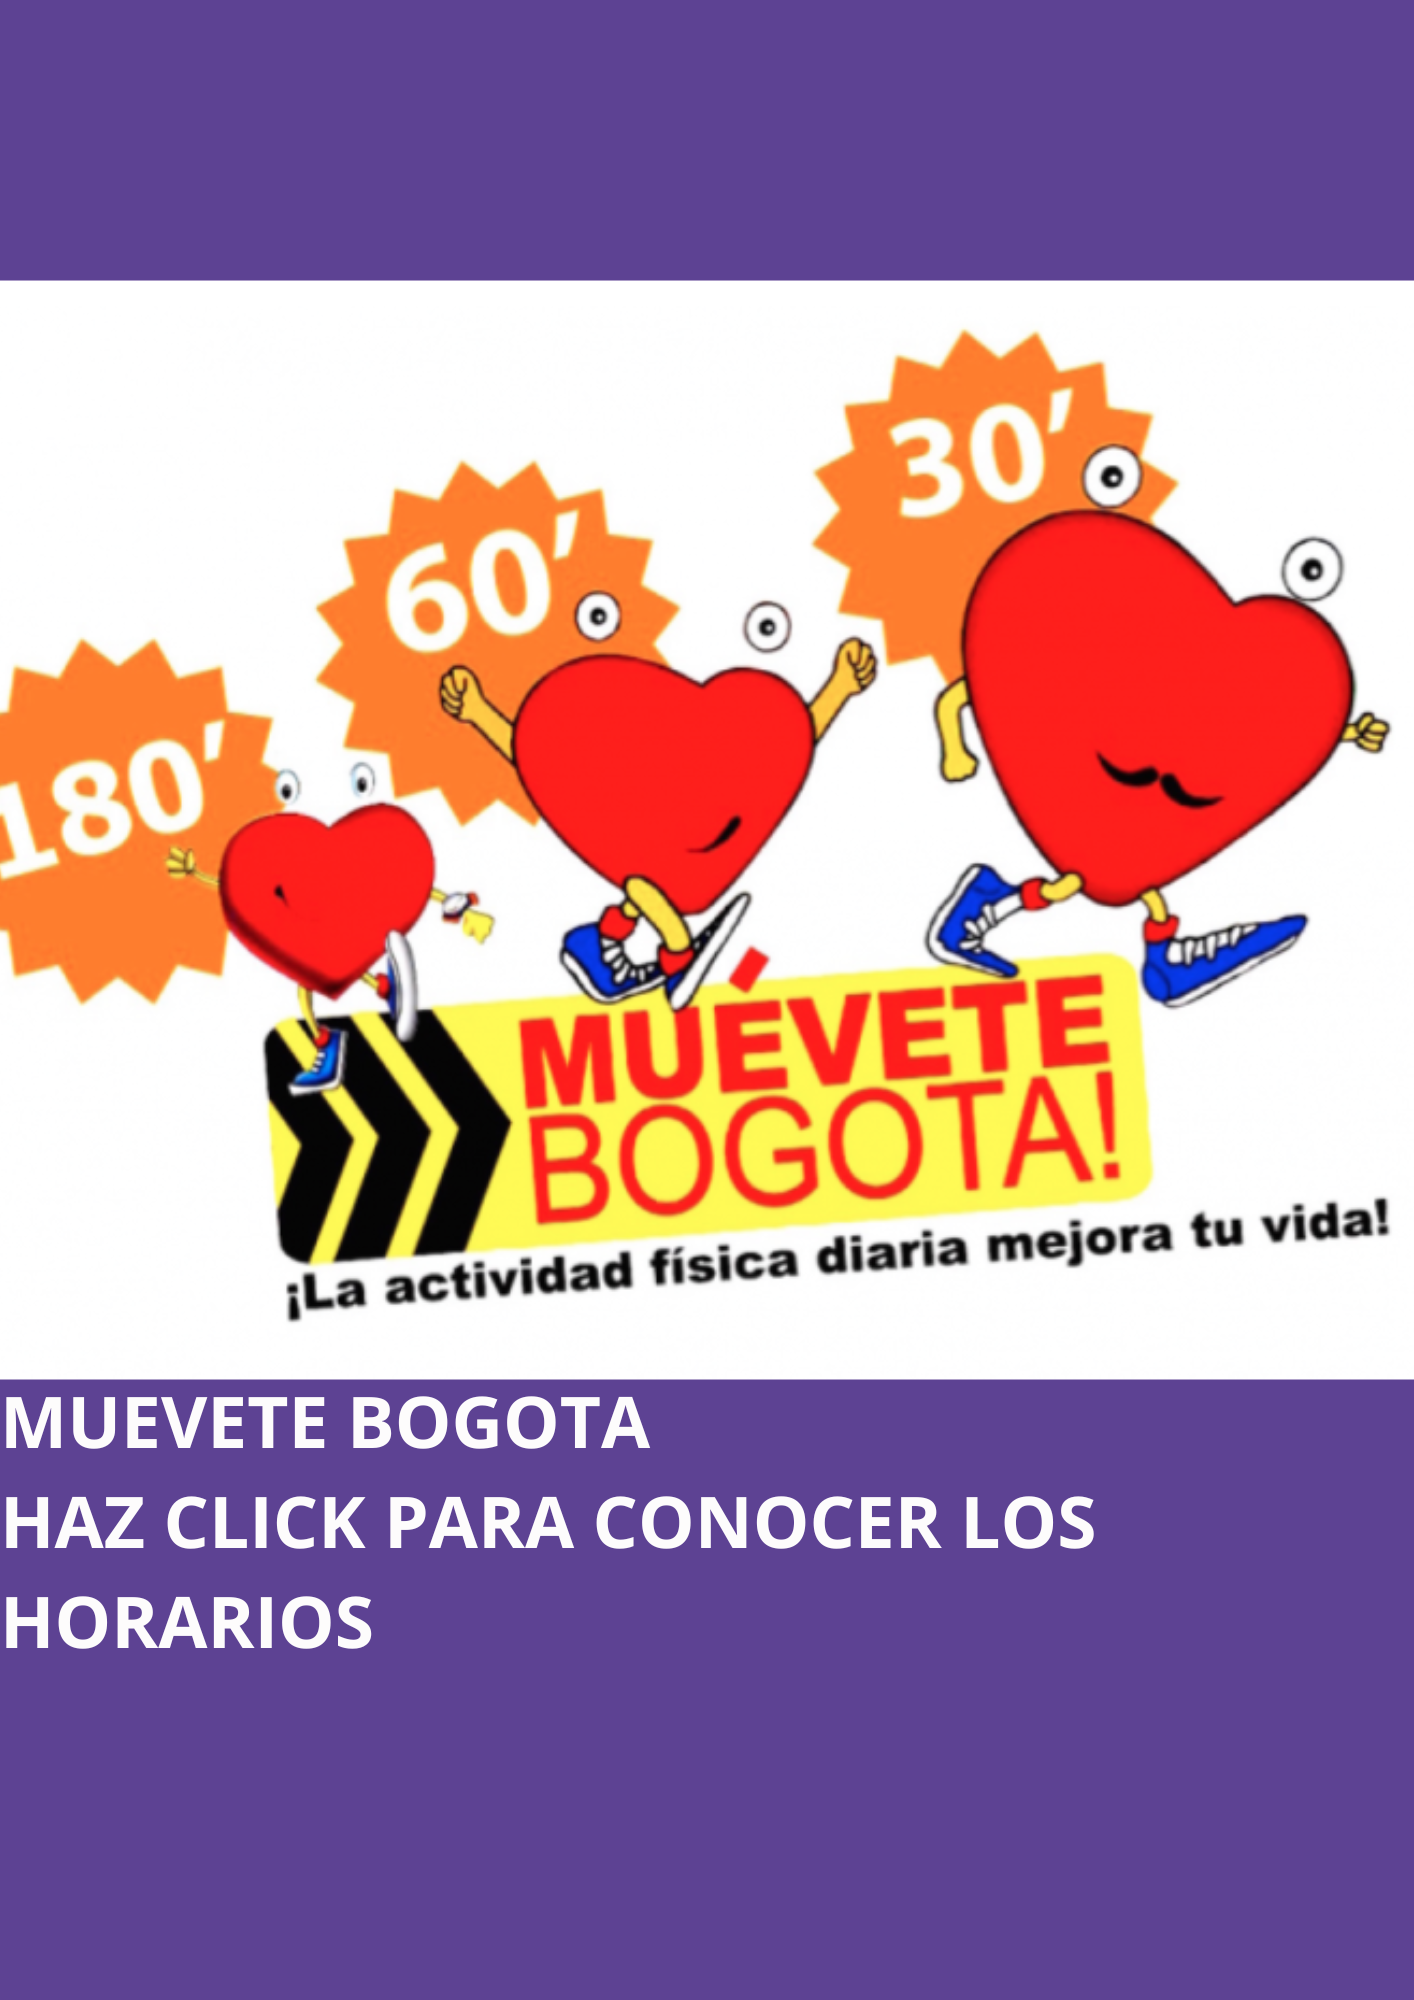 30’
60’
180’
MUÉVETE
BOGOTA!
¡La actividad física diaria mejora tu vida!
MUEVETE BOGOTA
HAZ CLICK PARA CONOCER LOS
HORARIOS